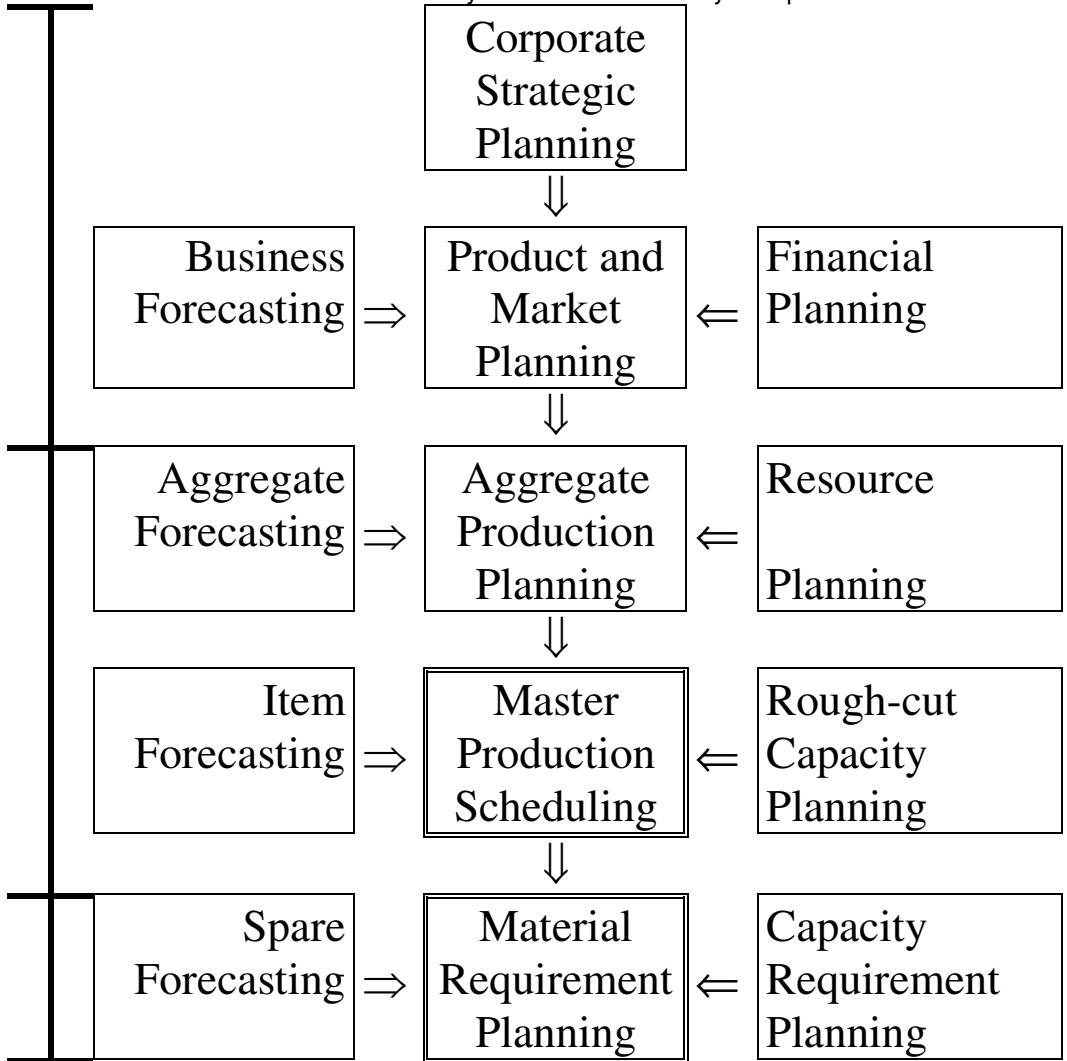 Corporate
Strategic
Planning
⇓
Business
Forecasting
⇒
Product and
Market
Planning
⇐
Financial
Planning
⇓
Aggregate
Forecasting
⇒
Aggregate
Production
Planning
⇐
Resource
Planning
⇓
Item
Forecasting
⇒
Master
Production
Scheduling
⇐
Rough-cut
Capacity
Planning
⇓
Spare
Forecasting
⇒
Material
Requirement
Planning
⇐
Capacity
Requirement
Planning